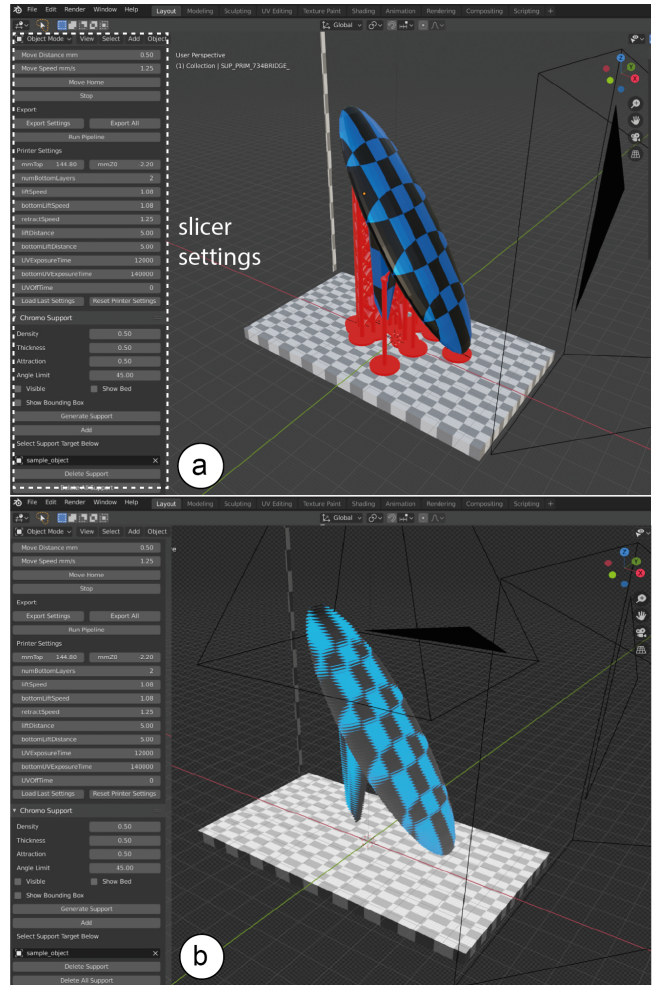 File Edit Render Window Help Layout Modeling Sculpting UV Editing Texture Paint Shading Animation Rendering Compositing Scripting +
Global
Object Mode View Select Add Object
Move Distance mm 0.50
User Perspective
Move Speed mm/s 1.25
(1) Collection | SUP_PRIM_734BRIDGE_
Move Home
Stop
Export
Export Settings Export All
Run Pipeline
Printer Settings
mmTop 144.80 mmZ0 2.20
numBottomLayers 2
liftSpeed 1.08
bottomLiftSpeed 1.08
retractSpeed 1.25
liftDistance 5.00
bottomLiftDistance 5.00
UVExposureTime 12800
bottomUVExposureTime 140900
UVOffTime 0
Load Last Settings Reset Printer Settings
slicer
settings
Chromo Support
Density 0.50
Thickness 0.50
Attraction 0.50
Angle Limit 45.00
Visible Show Bed
Show Bounding Box
Generate Support
Add
Select Support Target Below
sample_object
Delete Support
a
File Edit Render Window Help Layout Modeling Sculpting UV Editing Texture Paint Shading Animation Rendering Compositing Scripting +
Global
Object Mode View Select Add Object
Move Distance mm 0.50
Move Speed mm/s 1.25
Move Home
Stop
Export
Export Settings Export All
Run Pipeline
Printer Settings
mmTop 144.80 mmZ0 2.20
numBottomLayers 2
liftSpeed 1.08
bottomLiftSpeed 1.08
retractSpeed 1.25
liftDistance 5.00
bottomLiftDistance 5.00
UVExposureTime 12800
bottomUVExposureTime 140900
UVOffTime 0
Load Last Settings Reset Printer Settings
Chromo Support
Density 0.50
Thickness 0.50
Attraction 0.50
Angle Limit 45.00
Visible Show Bed
Show Bounding Box
Generate Support
Add
Select Support Target Below
sample_object
Delete Support
Delete All Support
b